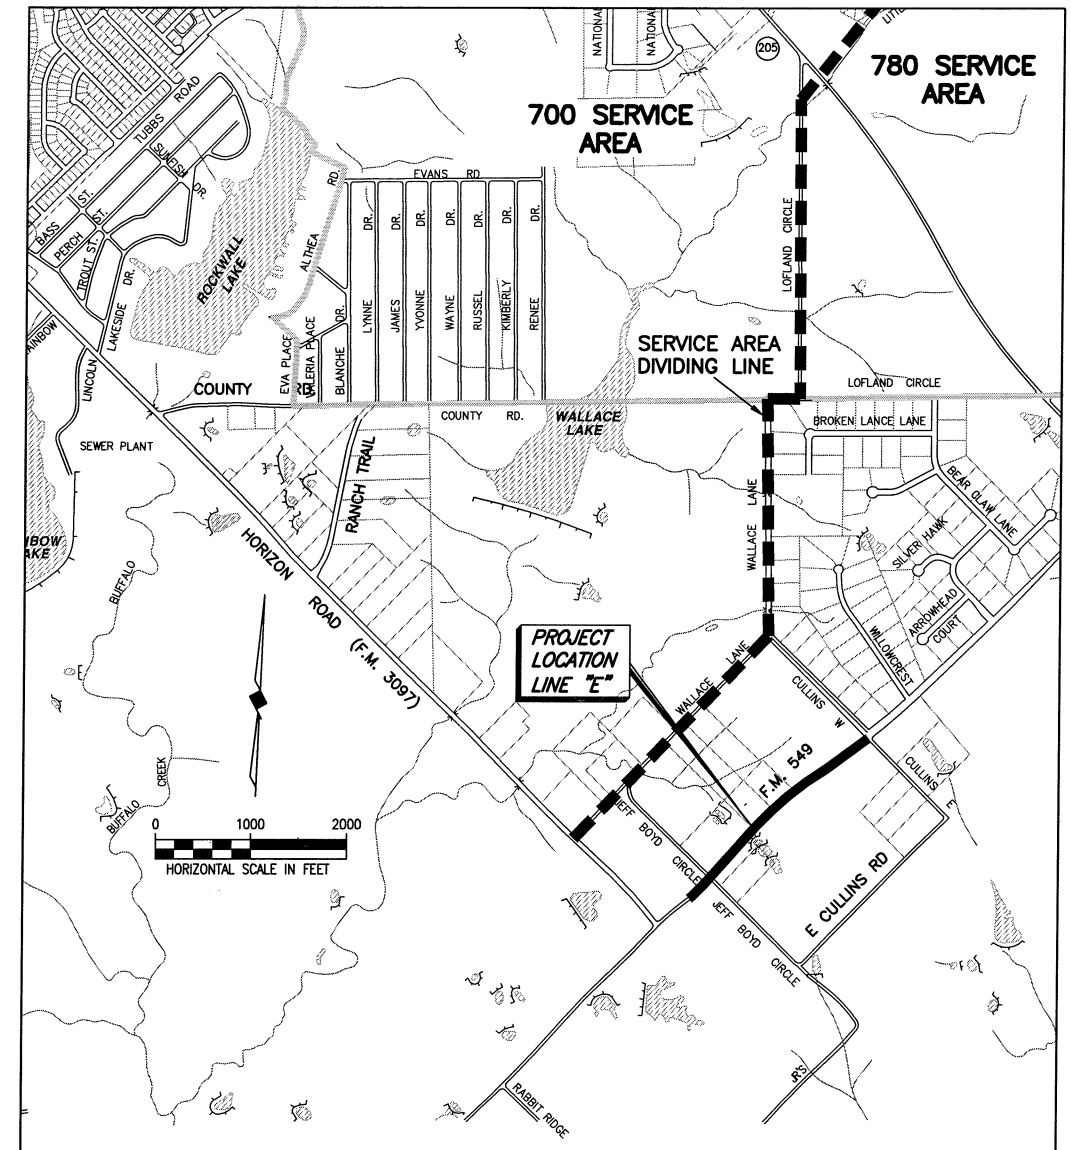 NATIONAL
NATIONAL
205
780 SERVICE
AREA
700 SERVICE
AREA
TUBBS ROAD
SUNFISH DR.
BASS ST.
PERCH ST.
TROUT ST.
LAKESIDE DR.
ROCKWALL
LAKE
EVANS RD
ALTHEA RD.
LYNNE DR.
JAMES DR.
YVONNE DR.
WAYNE DR.
RUSSEL DR.
KIMBERLY DR.
RENEE DR.
BLANCHE DR.
EVA PLACE
LOFLAND CIRCLE
SERVICE AREA
DIVIDING LINE
LINCOLN
COUNTY RD.
COUNTY RD.
WALLACE
LAKE
LOFLAND CIRCLE
BROKEN LANCE LANE
SEWER PLANT
RANCH TRAIL
WALLACE LANE
BEAR CLAW LANE
SILVER HAWK
ARROWHEAD
COURT
WILLOWCREST
HORIZON ROAD (F.M. 3097)
BUFFALO
PROJECT
LOCATION
LINE "E"
WALLACE LANE
CULLINS W
F.M. 549
CULLINS E
BUFFALO CREEK
JEFF BOYD CIRCLE
E CULLINS RD
JEFF BOYD CIRCLE
0 1000 2000
HORIZONTAL SCALE IN FEET
F
E
F
JR'S
RABBIT RIDGE